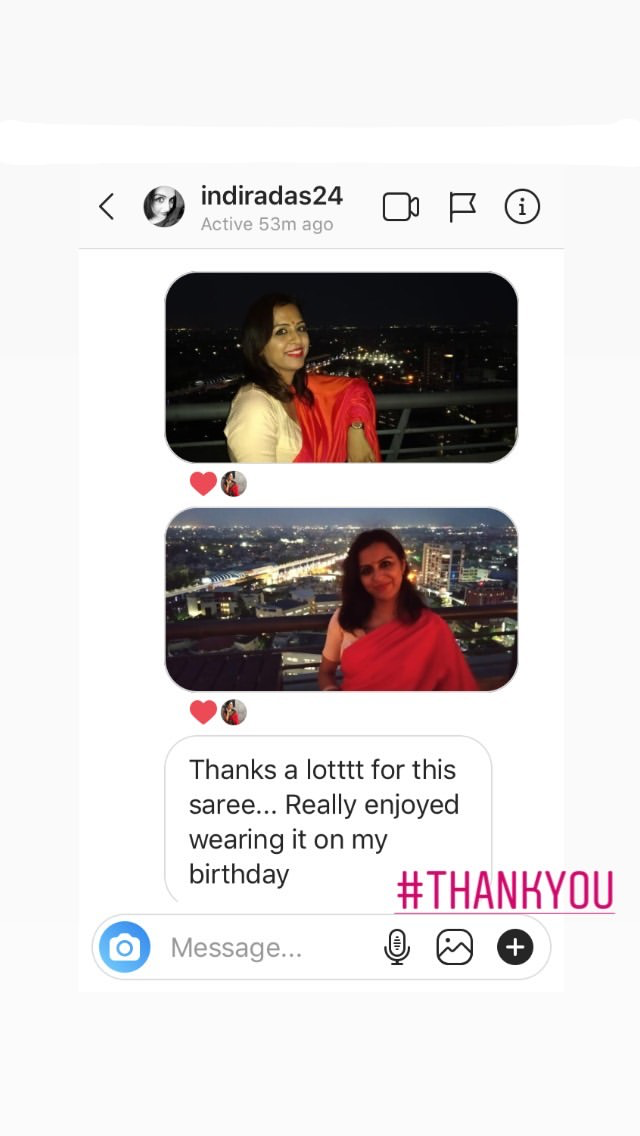 indiradas24
Active 53m ago
Thanks a lotttt for this
saree... Really enjoyed
wearing it on my
birthday
#THANKYOU
Message...